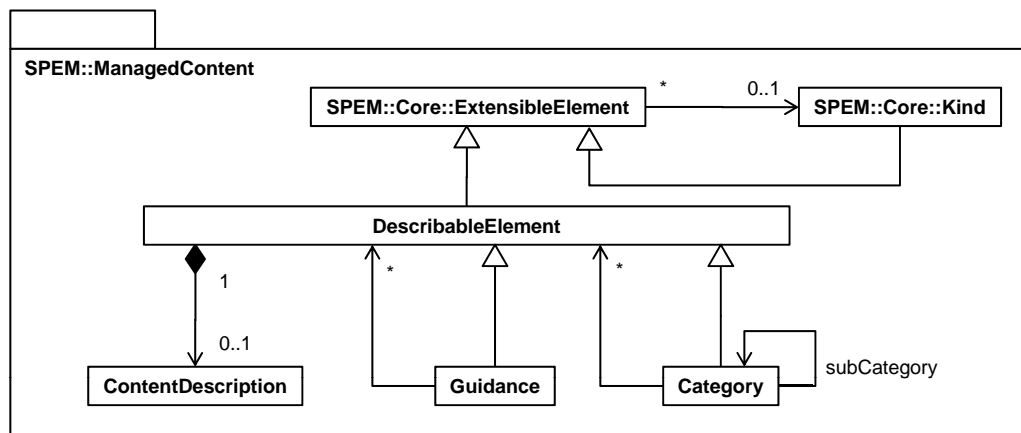 SPEM::ManagedContent
SPEM::Core::ExtensibleElement
*
0..1
SPEM::Core::Kind
DescribableElement
1
*
*
0..1
ContentDescription
Guidance
Category
subCategory